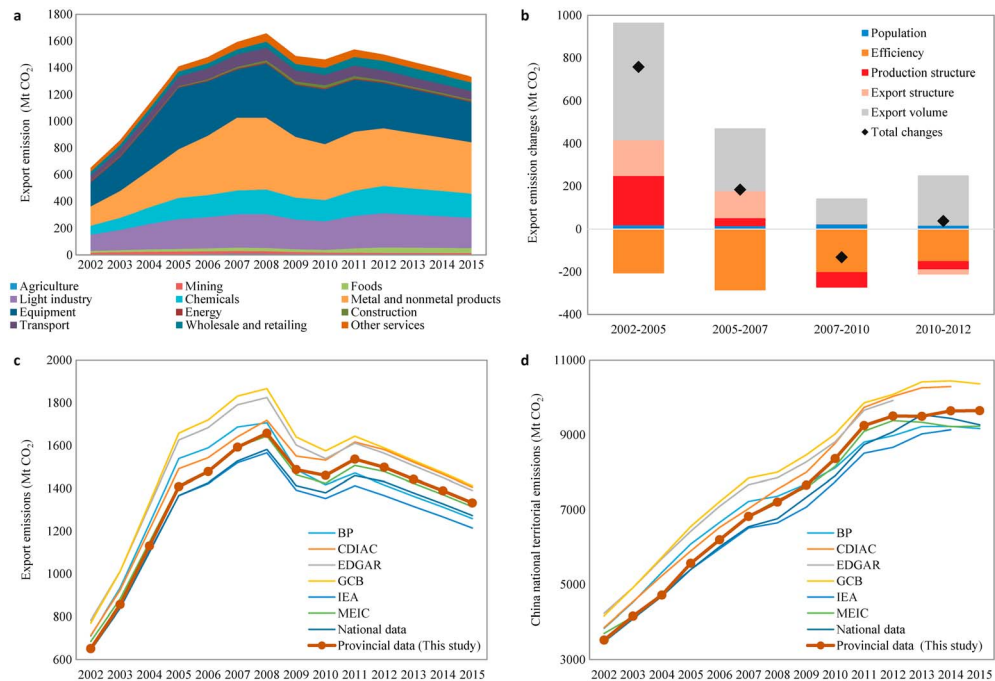 a
Export emission (Mt CO₂)
1800
1600
1400
1200
1000
800
600
400
200
0
2002 2003 2004 2005 2006 2007 2008 2009 2010 2011 2012 2013 2014 2015
Agriculture Mining Foods
Light industry Chemicals Metal and nonmetal products
Equipment Energy Construction
Transport Wholesale and retailing Other services
b
Export emission changes (Mt CO₂)
1000
800
600
400
200
0
-200
-400
Population
Efficiency
Production structure
Export structure
Export volume
Total changes
2002-2005 2005-2007 2007-2010 2010-2012
c
Export emissions (Mt CO₂)
2000
1800
1600
1400
1200
1000
800
600
BP
CDIAC
EDGAR
GCB
IEA
MEIC
National data
Provincial data (This study)
2002 2003 2004 2005 2006 2007 2008 2009 2010 2011 2012 2013 2014 2015
d
China national territorial emissions (Mt CO₂)
11000
9000
7000
5000
3000
BP
CDIAC
EDGAR
GCB
IEA
MEIC
National data
Provincial data (This study)
2002 2003 2004 2005 2006 2007 2008 2009 2010 2011 2012 2013 2014 2015